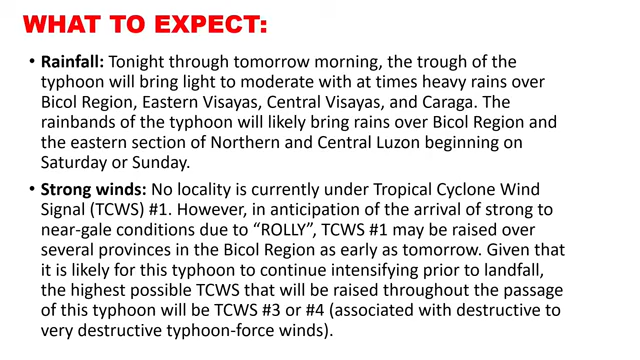 WHAT TO EXPECT:
• Rainfall: Tonight through tomorrow morning, the trough of the
typhoon will bring light to moderate with at times heavy rains over
Bicol Region, Eastern Visayas, Central Visayas, and Caraga. The
rainbands of the typhoon will likely bring rains over Bicol Region and
the eastern section of Northern and Central Luzon beginning on
Saturday or Sunday.
• Strong winds: No locality is currently under Tropical Cyclone Wind
Signal (TCWS) #1. However, in anticipation of the arrival of strong to
near-gale conditions due to “ROLLY”, TCWS #1 may be raised over
several provinces in the Bicol Region as early as tomorrow. Given that
it is likely for this typhoon to continue intensifying prior to landfall,
the highest possible TCWS that will be raised throughout the passage
of this typhoon will be TCWS #3 or #4 (associated with destructive to
very destructive typhoon-force winds).